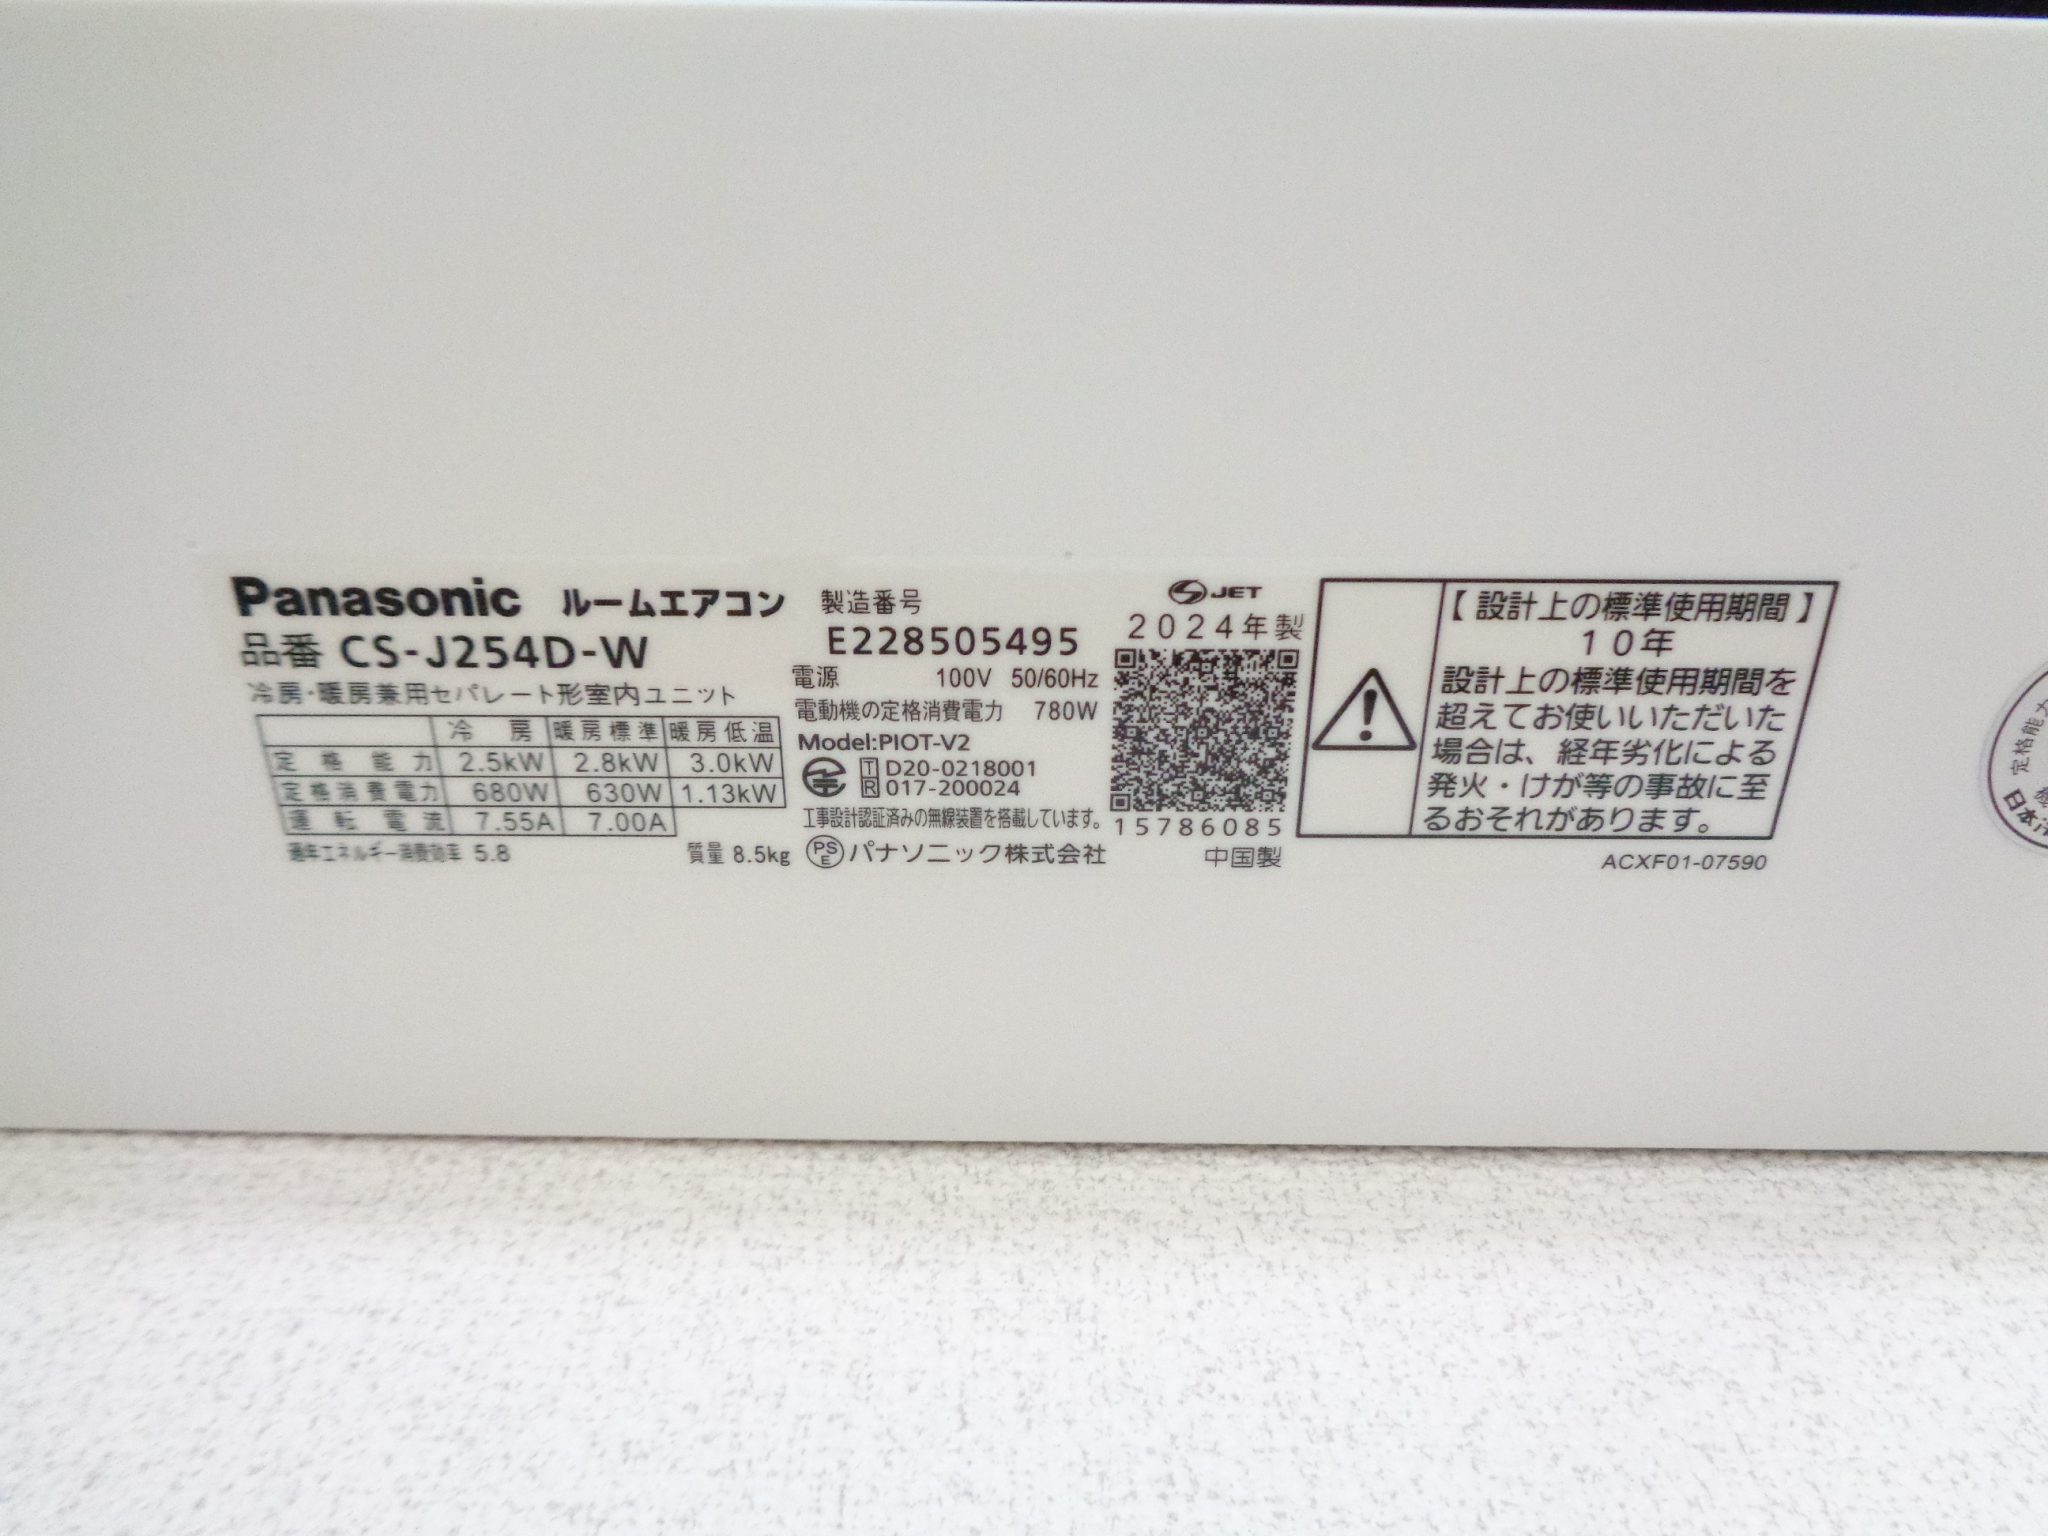 Panasonic ルームエアコン
品番 CS-J254D-W
冷房・暖房兼用セパレート形室内ユニット
冷房 暖房標準 暖房低温
定格能力 2.5kW 2.8kW 3.0kW
定格消費電力 680W 630W 1.13kW
運転電流 7.55A 7.00A
通年エネルギー消費効率 5.8 質量 8.5kg
製造番号
E228505495
電源 100V 50/60Hz
電動機の定格消費電力 780W
Model:PIOT-V2
T D20-0218001
R 017-200024
工事設計認証済みの無線装置を搭載しています。
PSE パナソニック株式会社
JET
2024年製
15786085
中国製
【設計上の標準使用期間】
10年
設計上の標準使用期間を
超えてお使いいただいた
場合は、経年劣化による
発火・けが等の事故に至
るおそれがあります。
ACXF01-07590
定格能力
日本